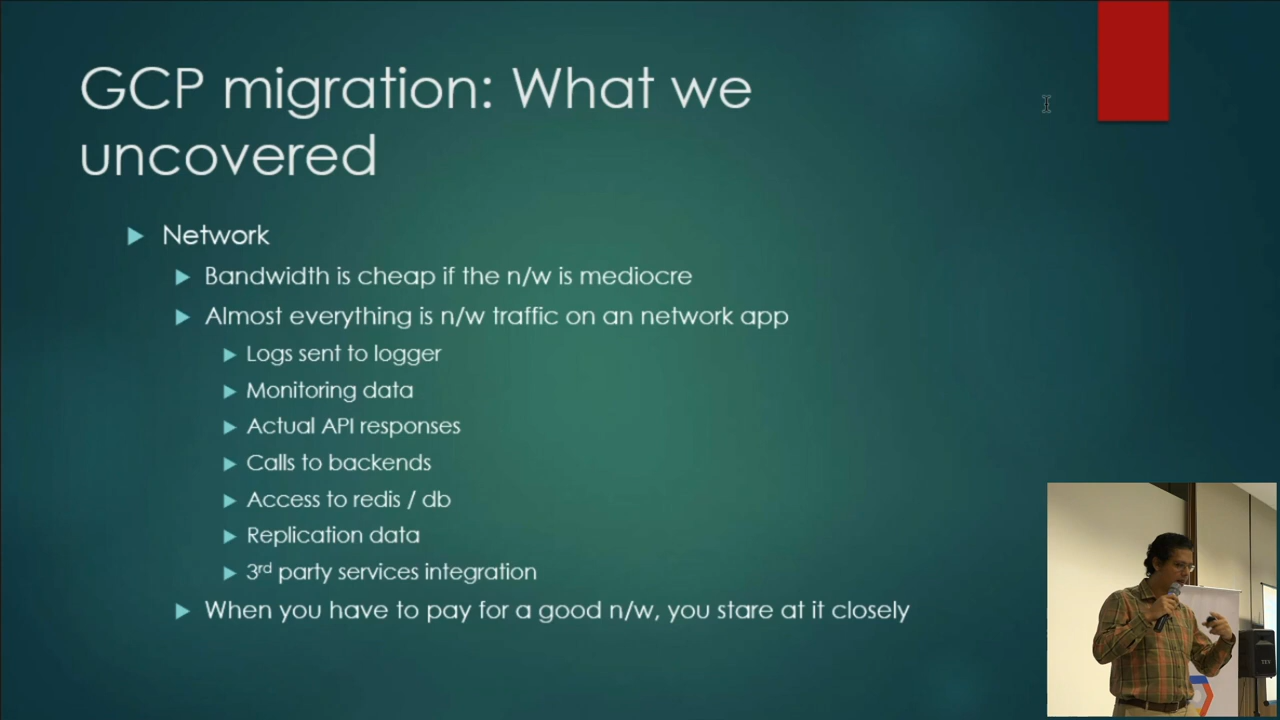 GCP migration: What we
uncovered
Network
Bandwidth is cheap if the n/w is mediocre
Almost everything is n/w traffic on an network app
Logs sent to logger
Monitoring data
Actual API responses
Calls to backends
Access to redis / db
Replication data
3rd party services integration
When you have to pay for a good n/w, you stare at it closely